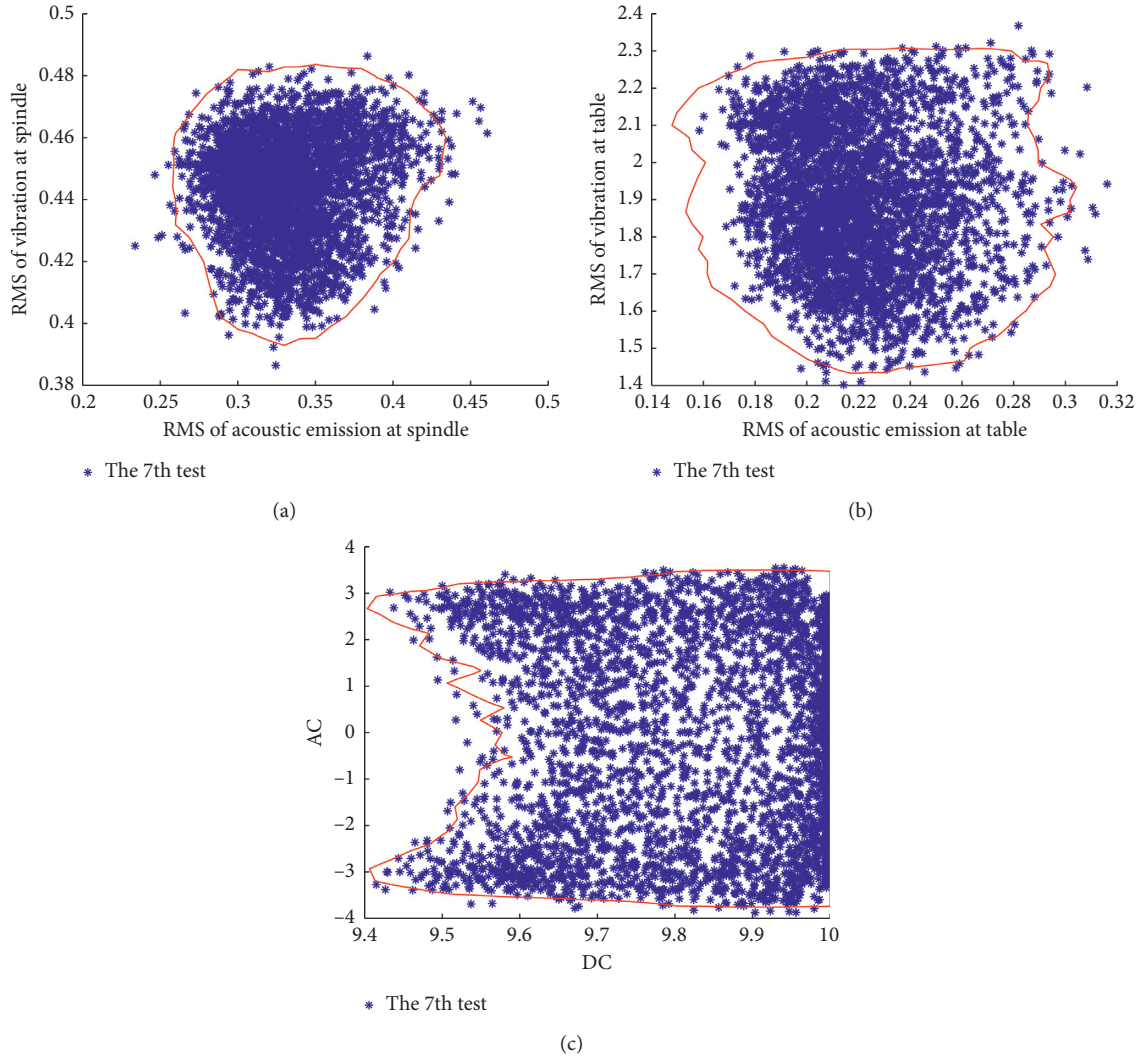 0.5
0.48
0.46
0.44
0.42
0.4
0.38
RMS of vibration at spindle
0.2 0.25 0.3 0.35 0.4 0.45 0.5
RMS of acoustic emission at spindle
* The 7th test
(a)
2.4
2.3
2.2
2.1
2
1.9
1.8
1.7
1.6
1.5
1.4
RMS of vibration at table
0.14 0.16 0.18 0.2 0.22 0.24 0.26 0.28 0.3 0.32
RMS of acoustic emission at table
* The 7th test
(b)
4
3
2
1
0
−1
−2
−3
−4
AC
9.4 9.5 9.6 9.7 9.8 9.9 10
DC
* The 7th test
(c)